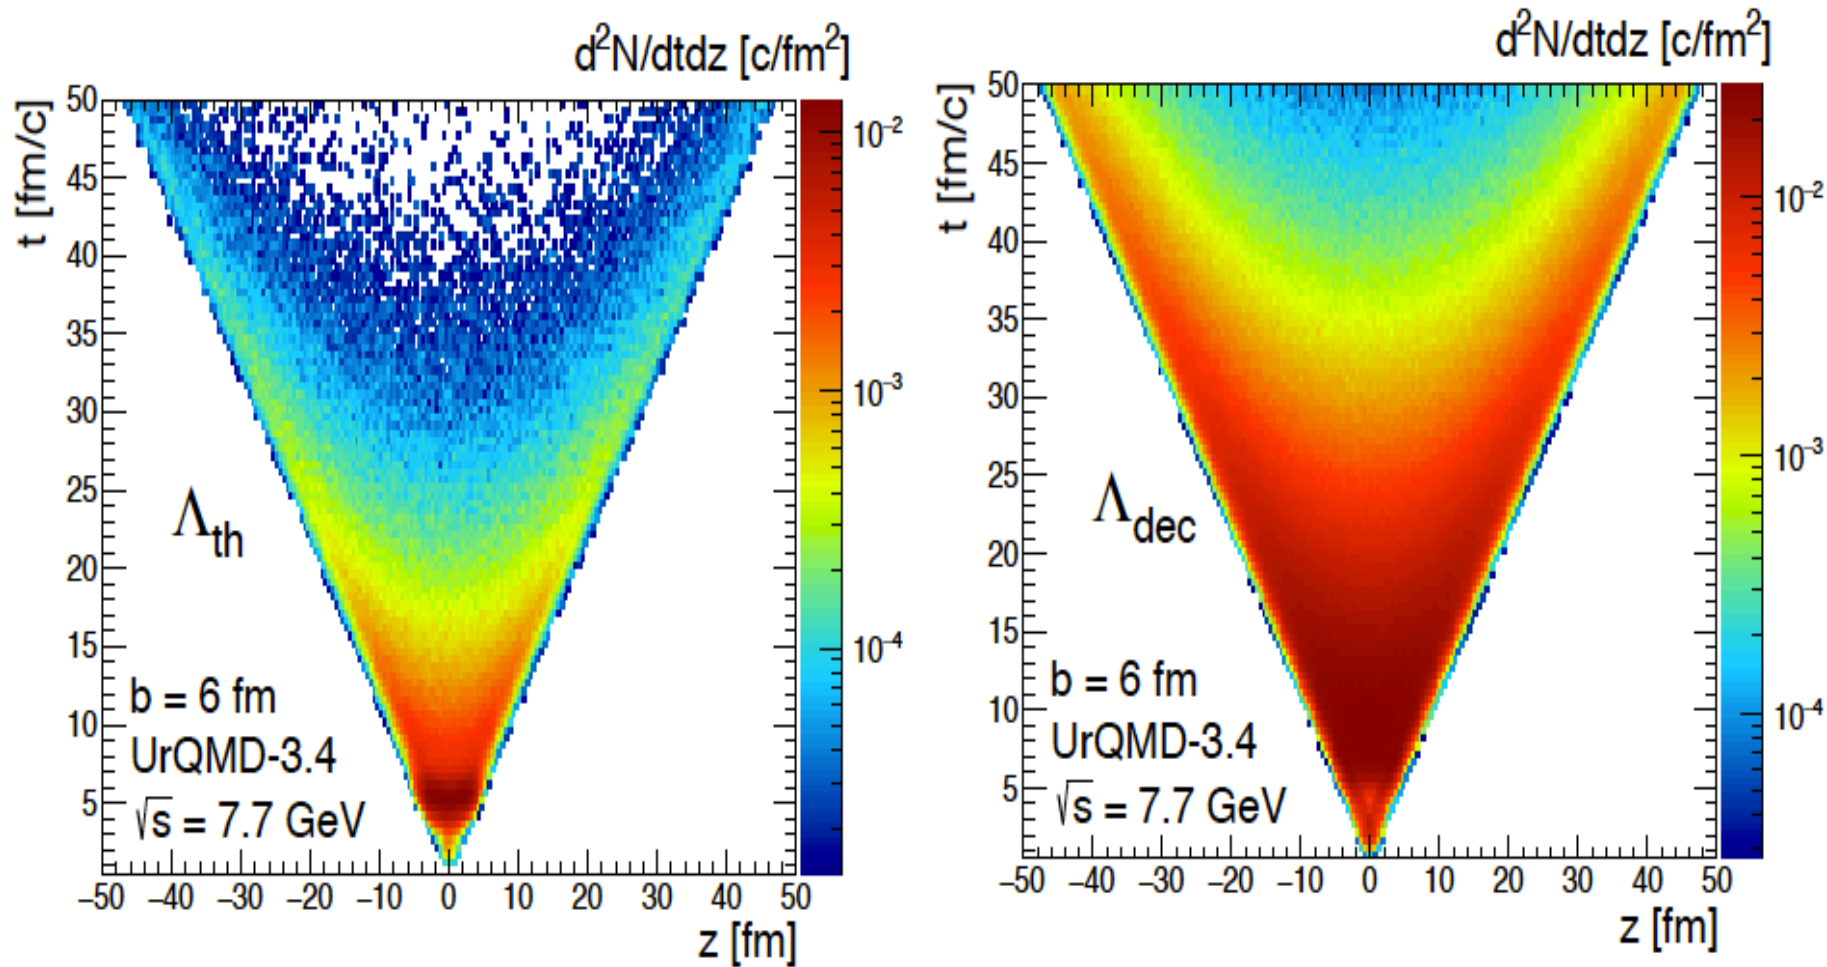 d²N/dtdz [c/fm²]
t [fm/c]
50
45
40
35
30
25
20
15
10
5
Λth
b = 6 fm
UrQMD-3.4
√s = 7.7 GeV
−50 −40 −30 −20 −10 0 10 20 30 40 50
z [fm]
10⁻²
10⁻³
10⁻⁴
d²N/dtdz [c/fm²]
t [fm/c]
50
45
40
35
30
25
20
15
10
5
Λdec
b = 6 fm
UrQMD-3.4
√s = 7.7 GeV
−50 −40 −30 −20 −10 0 10 20 30 40 50
z [fm]
10⁻²
10⁻³
10⁻⁴